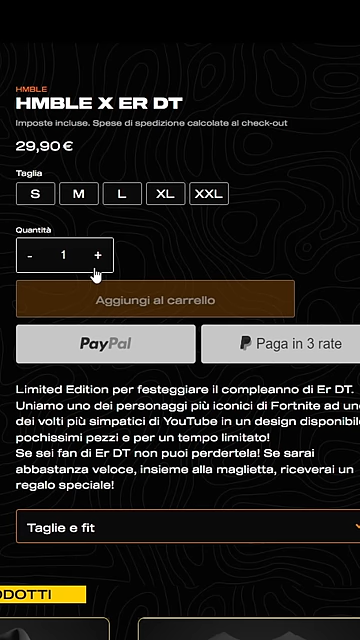 HMBLE
HMBLE X ER DT
Imposte incluse. Spese di spedizione calcolate al check-out
29,90 €
Taglia
S M L XL XXL
Quantità
- 1 +
Aggiungi al carrello
PayPal
Paga in 3 rate
Limited Edition per festeggiare il compleanno di Er DT.
Uniamo uno dei personaggi più iconici di Fortnite ad un
dei volti più simpatici di YouTube in un design disponibil
pochissimi pezzi e per un tempo limitato!
Se sei fan di Er DT non puoi perdertela! Se sarai
abbastanza veloce, insieme alla maglietta, riceverai un
regalo speciale!
Taglie e fit
ODOTTI